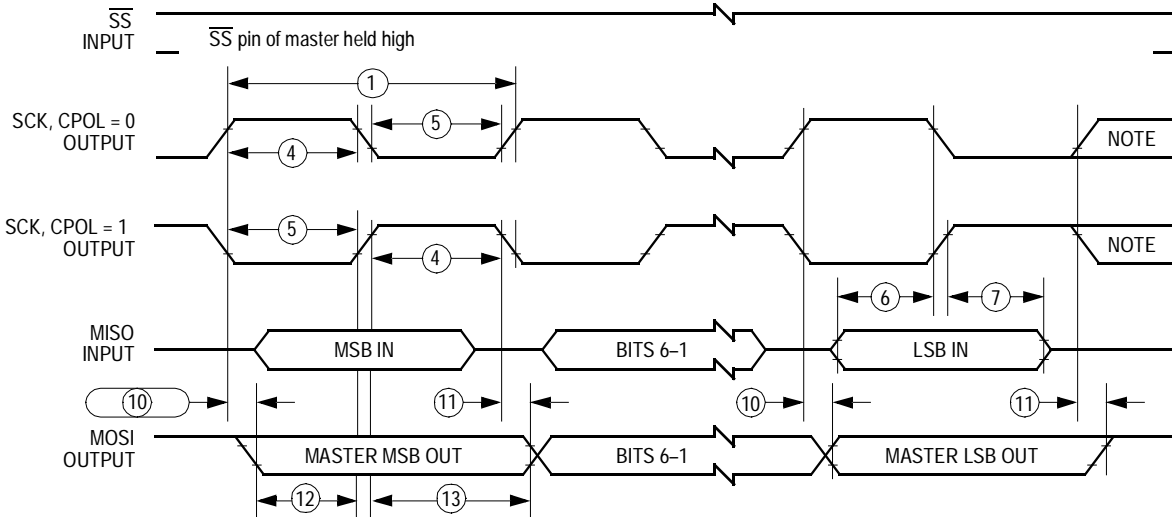 SS
INPUT
SS pin of master held high
1
SCK, CPOL = 0
OUTPUT
5
4
NOTE
SCK, CPOL = 1
OUTPUT
5
4
NOTE
6
7
MISO
INPUT
MSB IN
BITS 6–1
LSB IN
10
11
10
11
MOSI
OUTPUT
MASTER MSB OUT
BITS 6–1
MASTER LSB OUT
12
13